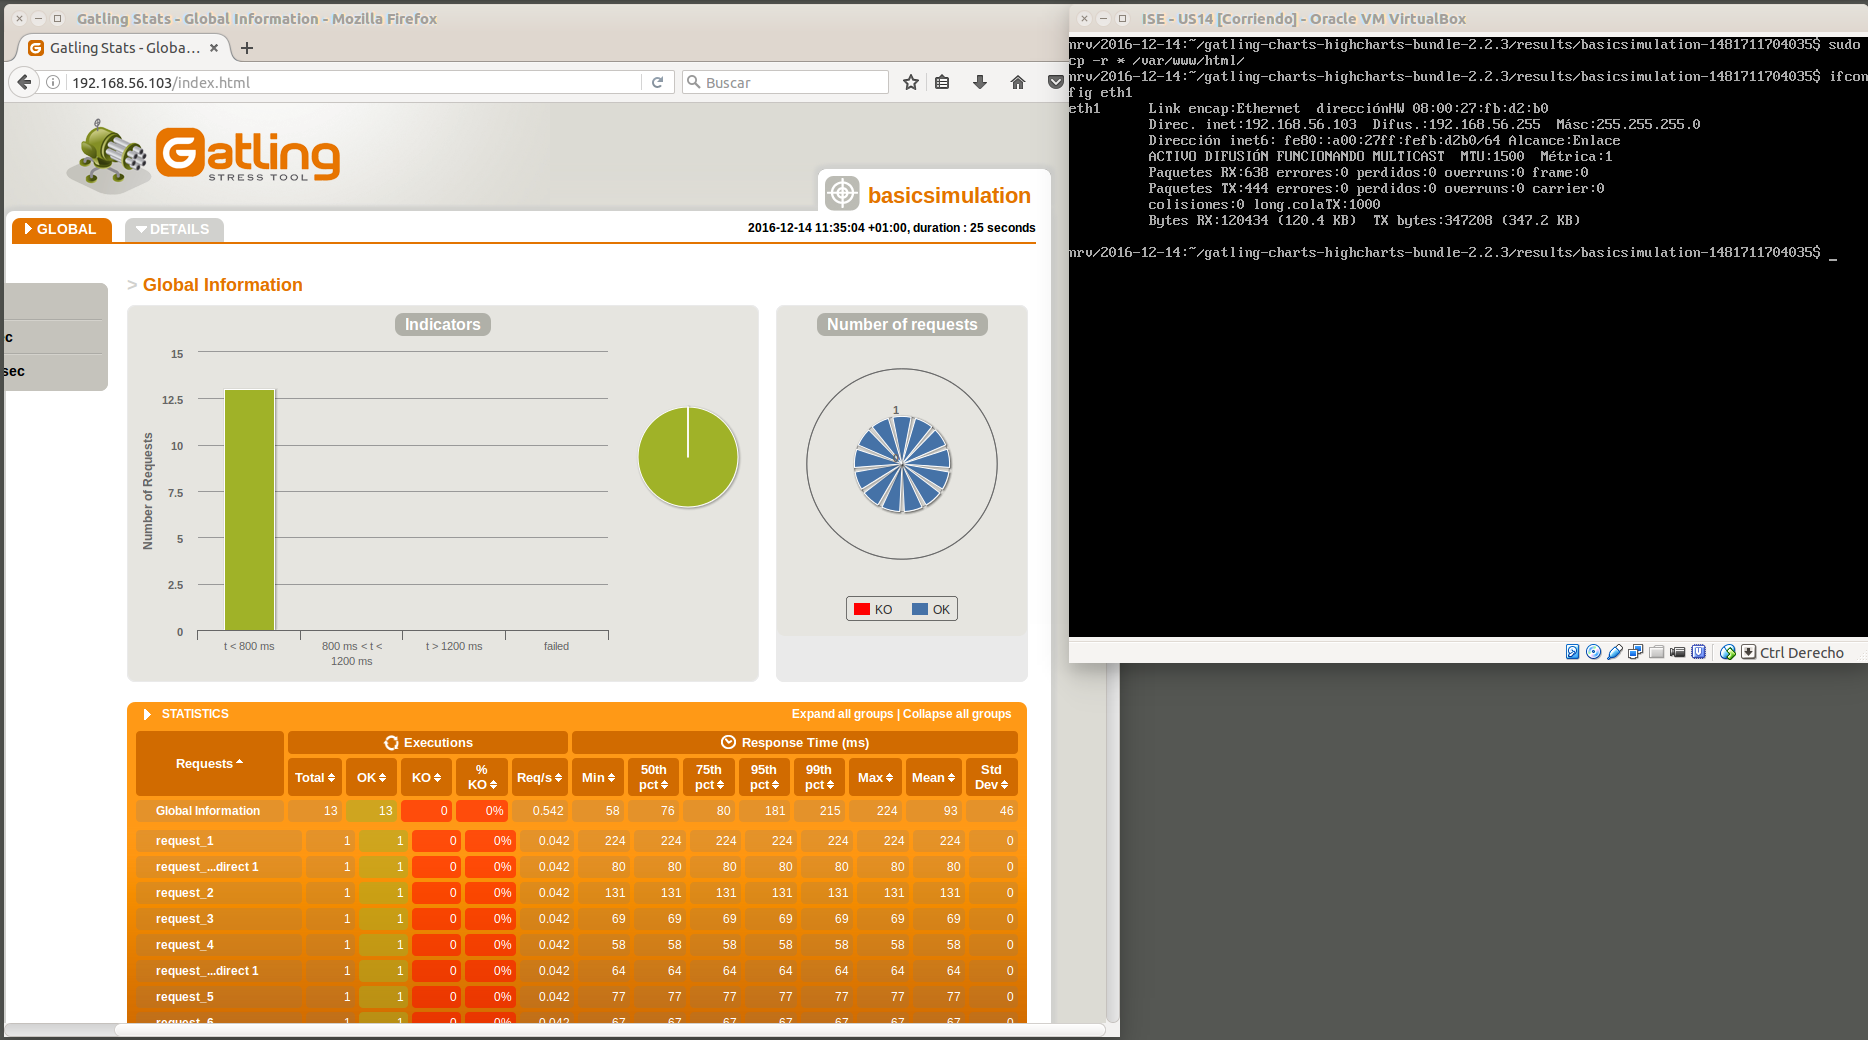 Gatling Stats - Global Information - Mozilla Firefox
Gatling Stats - Globa...
192.168.56.103/index.html
Buscar
Gatling
STRESS TOOL
basicsimulation
GLOBAL
DETAILS
2016-12-14 11:35:04 +01:00, duration : 25 seconds
c
sec
> Global Information
Indicators
Number of Requests
15
12.5
10
7.5
5
2.5
0
t < 800 ms
800 ms < t < 1200 ms
t > 1200 ms
failed
Number of requests
1
KO
OK
STATISTICS
Expand all groups | Collapse all groups
Requests
Executions
Response Time (ms)
Total OK KO % KO Req/s Min 50th pct 75th pct 95th pct 99th pct Max Mean Std Dev
Global Information 13 13 0 0% 0.542 58 76 80 181 215 224 93 46
request_1 1 1 0 0% 0.042 224 224 224 224 224 224 224 0
request_...direct 1 1 1 0 0% 0.042 80 80 80 80 80 80 80 0
request_2 1 1 0 0% 0.042 131 131 131 131 131 131 131 0
request_3 1 1 0 0% 0.042 69 69 69 69 69 69 69 0
request_4 1 1 0 0% 0.042 58 58 58 58 58 58 58 0
request_...direct 1 1 1 0 0% 0.042 64 64 64 64 64 64 64 0
request_5 1 1 0 0% 0.042 77 77 77 77 77 77 77 0
request_6 1 1 0 0% 0.042 67 67 67 67 67 67 67 0
ISE - US14 [Corriendo] - Oracle VM VirtualBox
nrv/2016-12-14:~/gatling-charts-highcharts-bundle-2.2.3/results/basicsimulation-1481711704035$ sudo
cp -r * /var/www/html/
nrv/2016-12-14:~/gatling-charts-highcharts-bundle-2.2.3/results/basicsimulation-1481711704035$ ifcon
fig eth1
eth1 Link encap:Ethernet direcciónHW 08:00:27:fb:d2:b0
Direc. inet:192.168.56.103 Difus.:192.168.56.255 Másc:255.255.255.0
Dirección inet6: fe80::a00:27ff:fefb:d2b0/64 Alcance:Enlace
ACTIVO DIFUSIÓN FUNCIONANDO MULTICAST MTU:1500 Métrica:1
Paquetes RX:638 errores:0 perdidos:0 overruns:0 frame:0
Paquetes TX:444 errores:0 perdidos:0 overruns:0 carrier:0
colisiones:0 long.colaTX:1000
Bytes RX:120434 (120.4 KB) TX bytes:347208 (347.2 KB)
nrv/2016-12-14:~/gatling-charts-highcharts-bundle-2.2.3/results/basicsimulation-1481711704035$ _
Ctrl Derecho